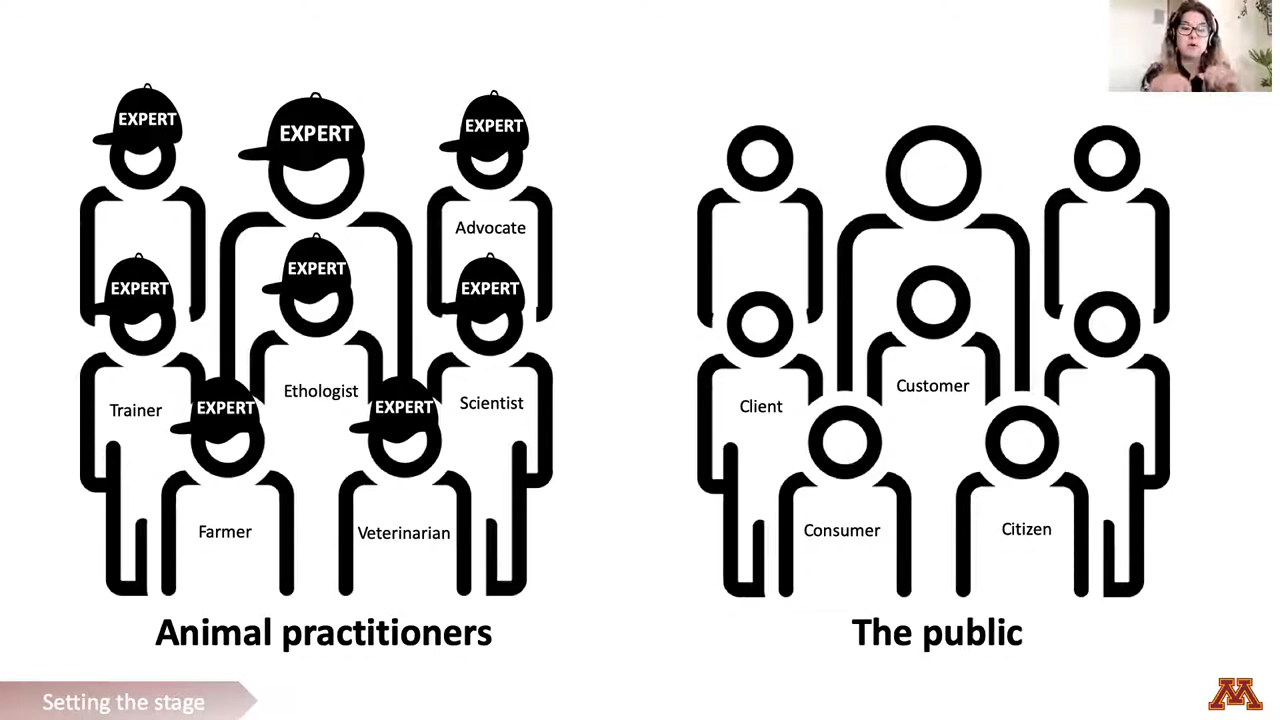 EXPERT
EXPERT
EXPERT
Advocate
EXPERT
EXPERT
EXPERT
Trainer
Ethologist
Scientist
EXPERT
EXPERT
Farmer
Veterinarian
Animal practitioners
Client
Customer
Consumer
Citizen
The public
Setting the stage
M